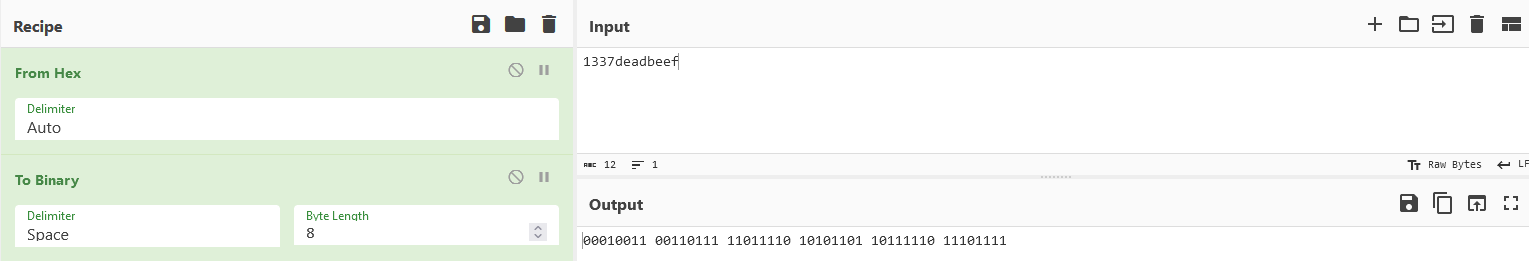 Recipe
From Hex
Delimiter
Auto
To Binary
Delimiter
Space
Byte Length
8
Input
1337deadbeef
ABC 12
1
Raw Bytes
LF
Output
00010011 00110111 11011110 10101101 10111110 11101111